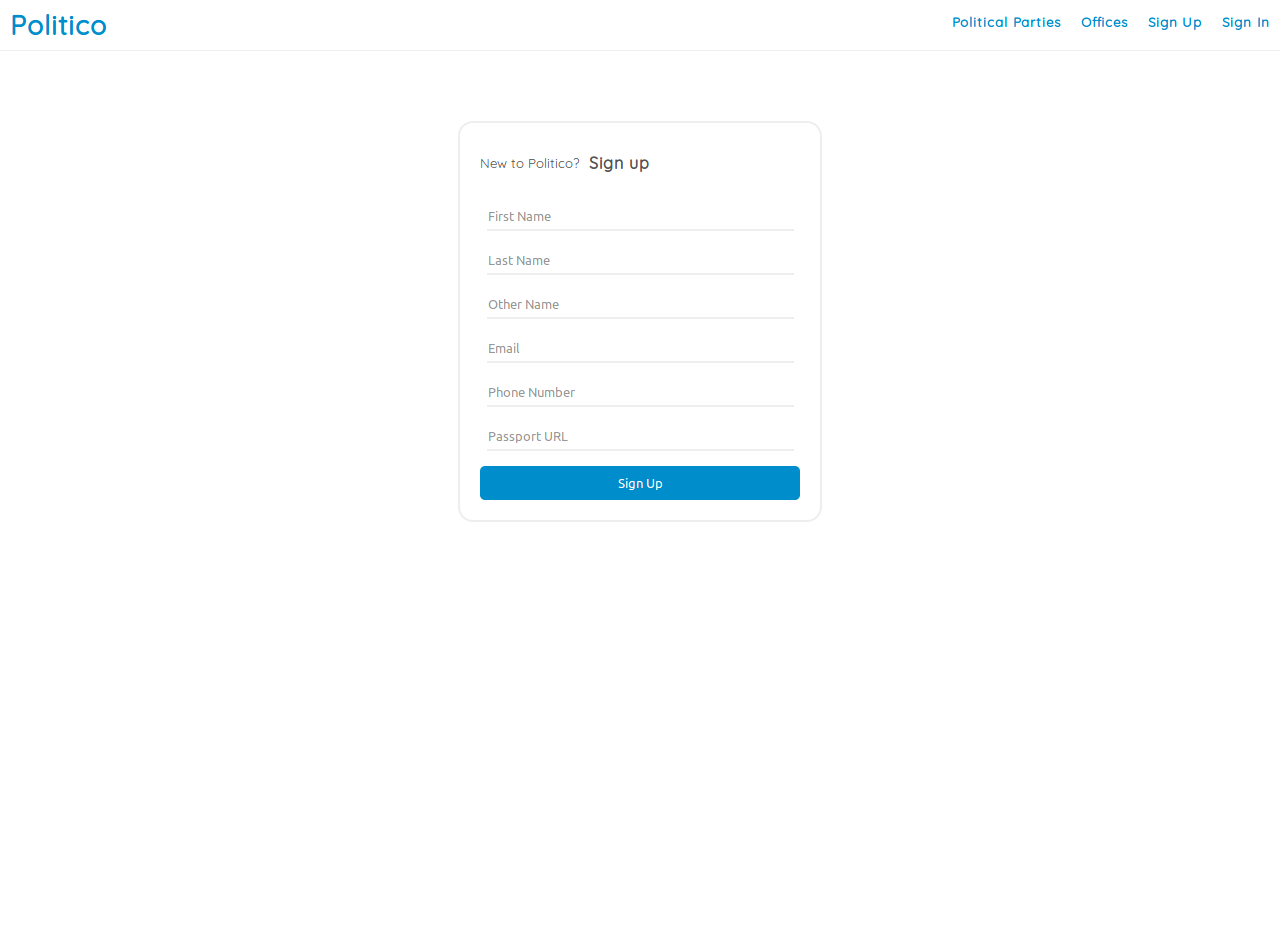 Politico
Political Parties Offices Sign Up Sign In
New to Politico? Sign up
First Name
Last Name
Other Name
Email
Phone Number
Passport URL
Sign Up